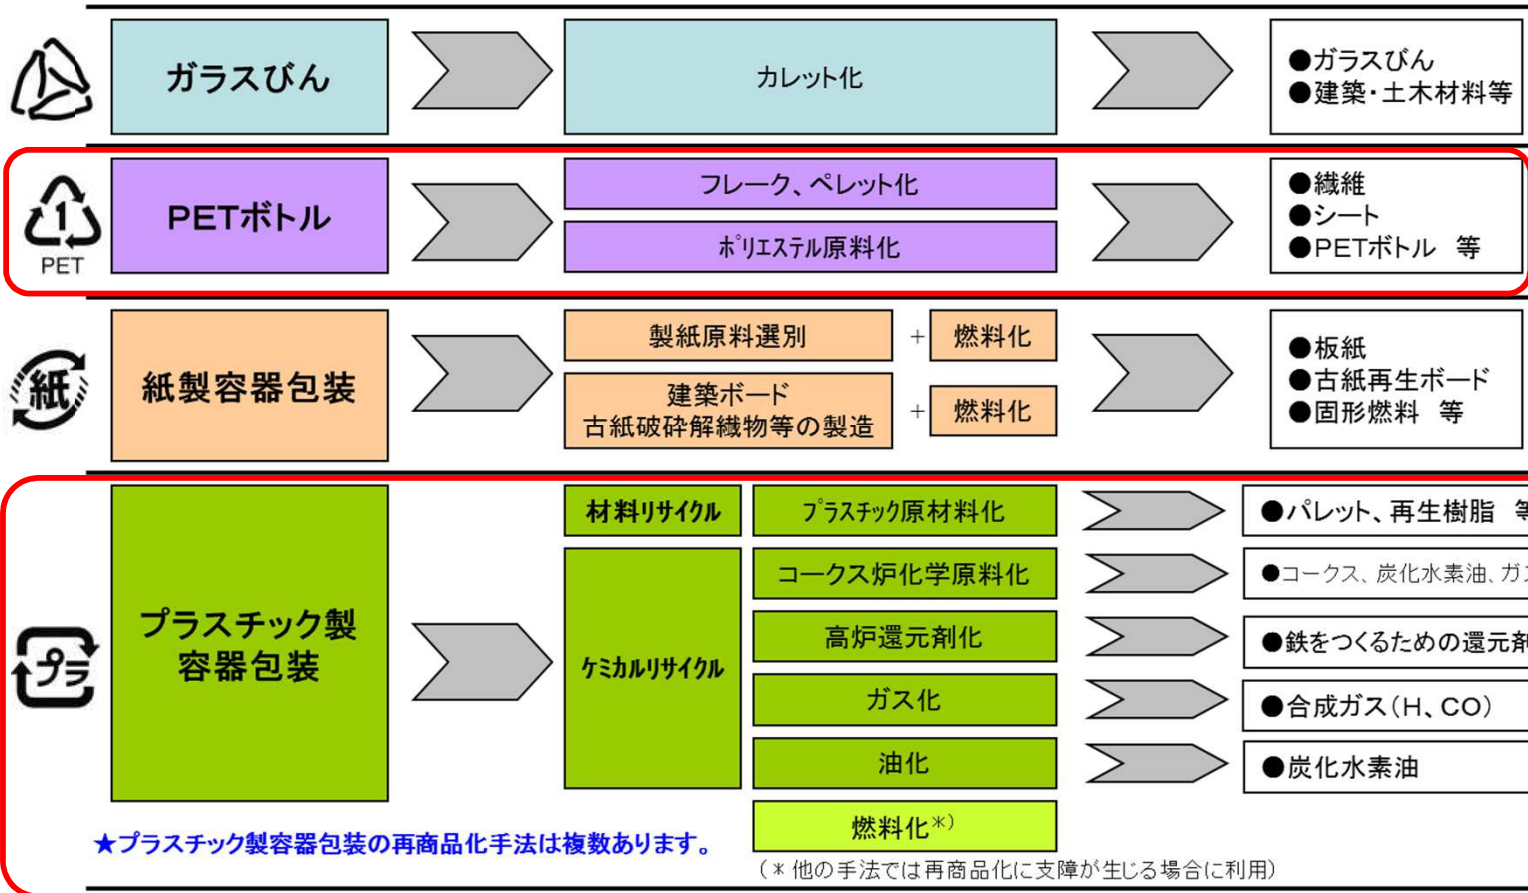 ガラスびん
カレット化
●ガラスびん
●建築・土木材料等
1
PET
PETボトル
フレーク、ペレット化
ポリエステル原料化
●繊維
●シート
●PETボトル 等
紙
紙製容器包装
製紙原料選別
+
燃料化
建築ボード
古紙破砕解繊物等の製造
+
燃料化
●板紙
●古紙再生ボード
●固形燃料 等
プラ
プラスチック製
容器包装
材料リサイクル
プラスチック原材料化
●パレット、再生樹脂 等
ケミカルリサイクル
コークス炉化学原料化
●コークス、炭化水素油、ガス
高炉還元剤化
●鉄をつくるための還元剤
ガス化
●合成ガス(H、CO)
油化
●炭化水素油
燃料化*)
★プラスチック製容器包装の再商品化手法は複数あります。
(*他の手法では再商品化に支障が生じる場合に利用)